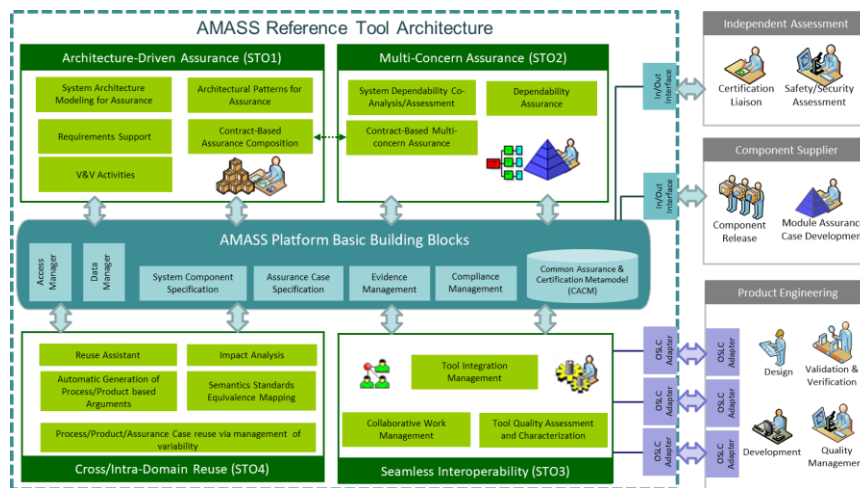 AMASS Reference Tool Architecture
Architecture-Driven Assurance (STO1)
System Architecture
Modeling for Assurance
Architectural Patterns for
Assurance
Requirements Support
Contract-Based
Assurance Composition
V&V Activities
Multi-Concern Assurance (STO2)
System Dependability Co-
Analysis/Assessment
Dependability
Assurance
Contract-Based Multi-
concern Assurance
In/Out
Interface
In/Out
Interface
Independent Assessment
Certification
Liaison
Safety/Security
Assessment
Component Supplier
Component
Release
Module Assurance
Case Development
AMASS Platform Basic Building Blocks
Access
Manager
Data
Manager
System Component
Specification
Assurance Case
Specification
Evidence
Management
Compliance
Management
Common Assurance &
Certification Metamodel
(CACM)
Reuse Assistant
Impact Analysis
Automatic Generation of
Process/Product based
Arguments
Semantics Standards
Equivalence Mapping
Process/Product/Assurance Case reuse via management of
variability
Cross/Intra-Domain Reuse (STO4)
Tool Integration
Management
Collaborative Work
Management
Tool Quality Assessment
and Characterization
Seamless Interoperability (STO3)
OSLC
Adapter
OSLC
Adapter
OSLC
Adapter
OSLC
Adapter
OSLC
Adapter
OSLC
Adapter
Product Engineering
Design
Validation &
Verification
Development
Quality
Management